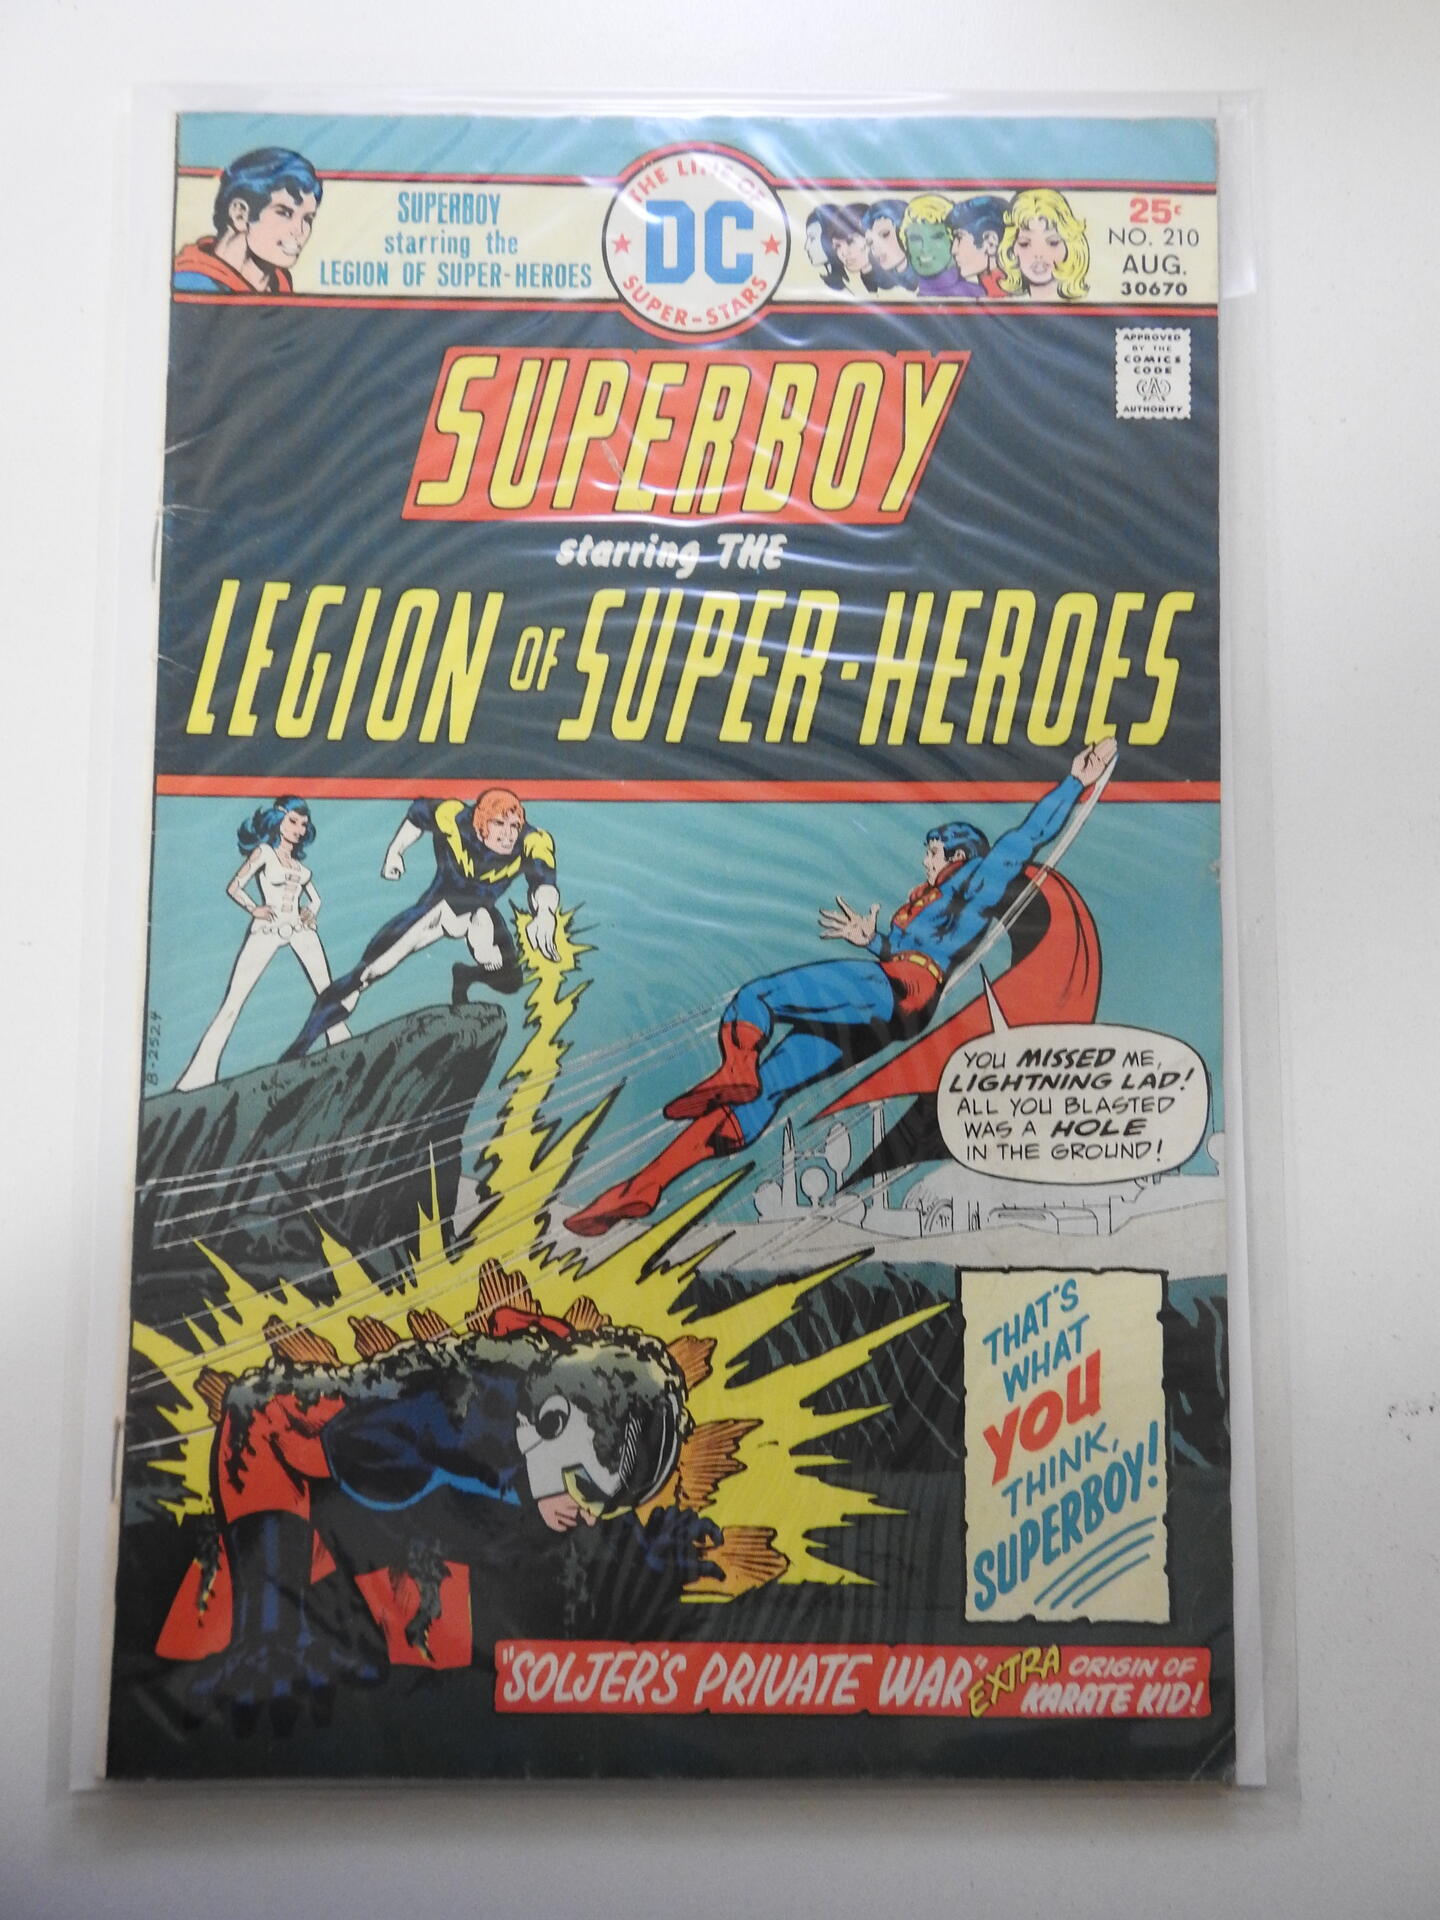 SUPERBOY
starring the
LEGION OF SUPER-HEROES
THE LINE OF
DC
SUPER-STARS
25¢
NO. 210
AUG.
30670
APPROVED
BY THE
COMICS
CODE
CA
AUTHORITY
SUPERBOY
starring THE
LEGION OF SUPER-HEROES
B-2524
YOU MISSED ME,
LIGHTNING LAD!
ALL YOU BLASTED
WAS A HOLE
IN THE GROUND!
THAT'S
WHAT
YOU
THINK,
SUPERBOY!
"SOLJER'S PRIVATE WAR"
EXTRA
ORIGIN OF
KARATE KID!